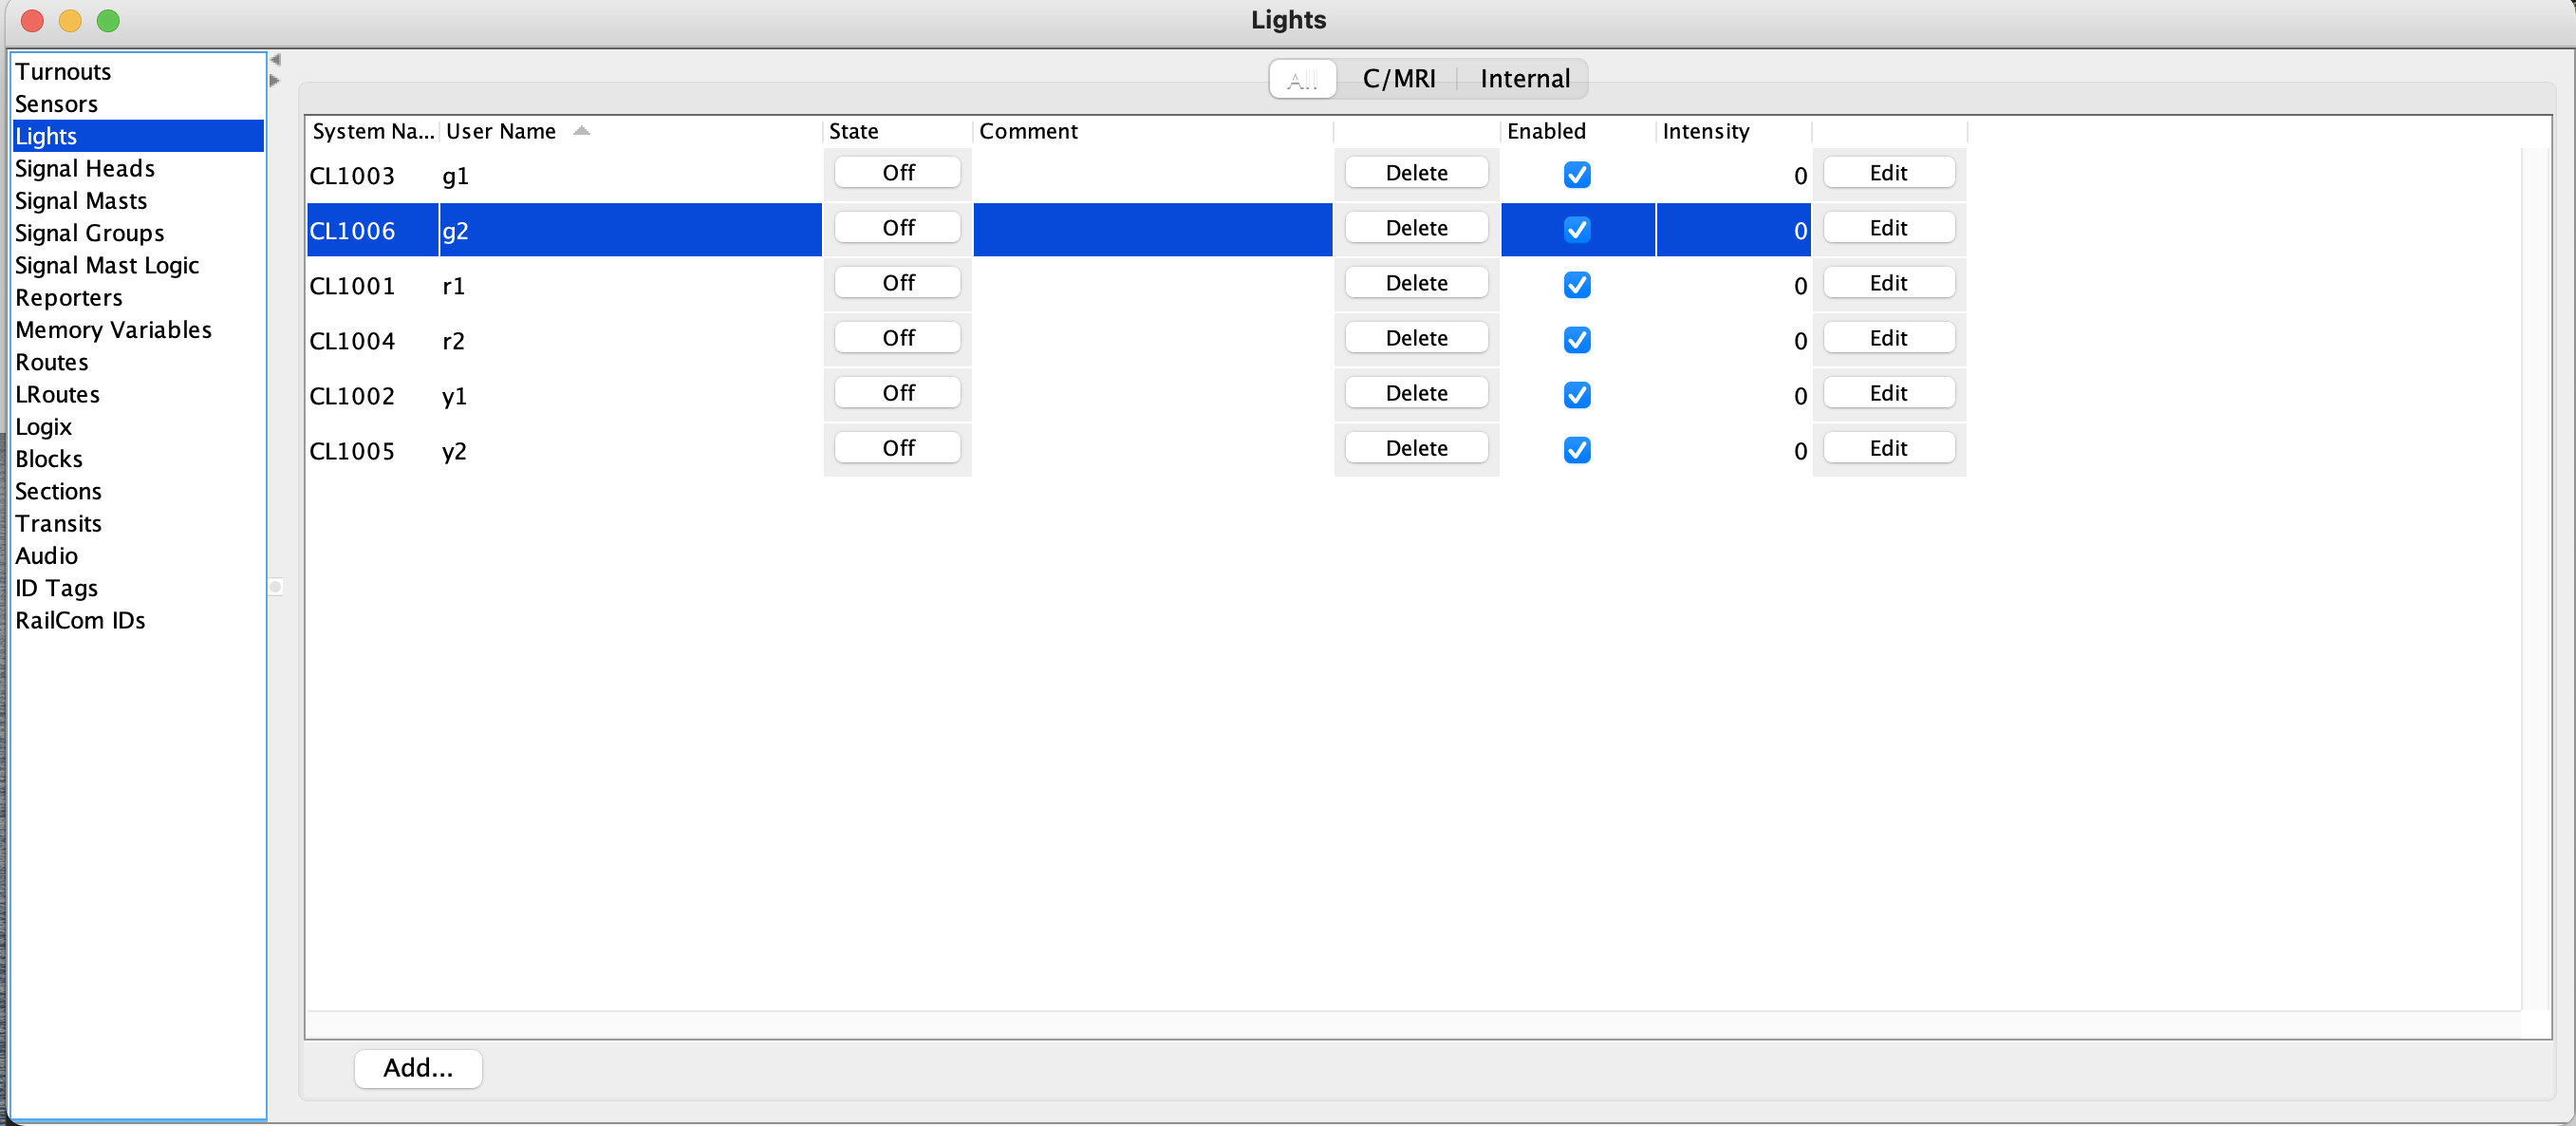 Lights
Turnouts
Sensors
Lights
Signal Heads
Signal Masts
Signal Groups
Signal Mast Logic
Reporters
Memory Variables
Routes
LRoutes
Logix
Blocks
Sections
Transits
Audio
ID Tags
RailCom IDs
All C/MRI Internal
System Na... User Name State Comment Enabled Intensity
CL1003 g1 Off Delete 0 Edit
CL1006 g2 Off Delete 0 Edit
CL1001 r1 Off Delete 0 Edit
CL1004 r2 Off Delete 0 Edit
CL1002 y1 Off Delete 0 Edit
CL1005 y2 Off Delete 0 Edit
Add...